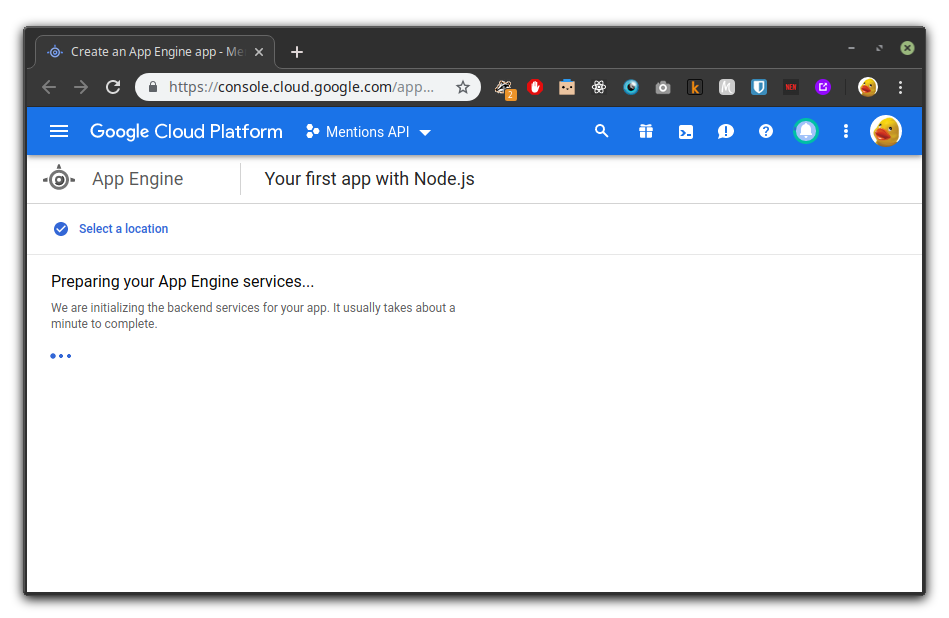 Create an App Engine app - Me
https://console.cloud.google.com/app...
2
k
M
NER
Google Cloud Platform
Mentions API
App Engine
Your first app with Node.js
Select a location
Preparing your App Engine services...
We are initializing the backend services for your app. It usually takes about a
minute to complete.